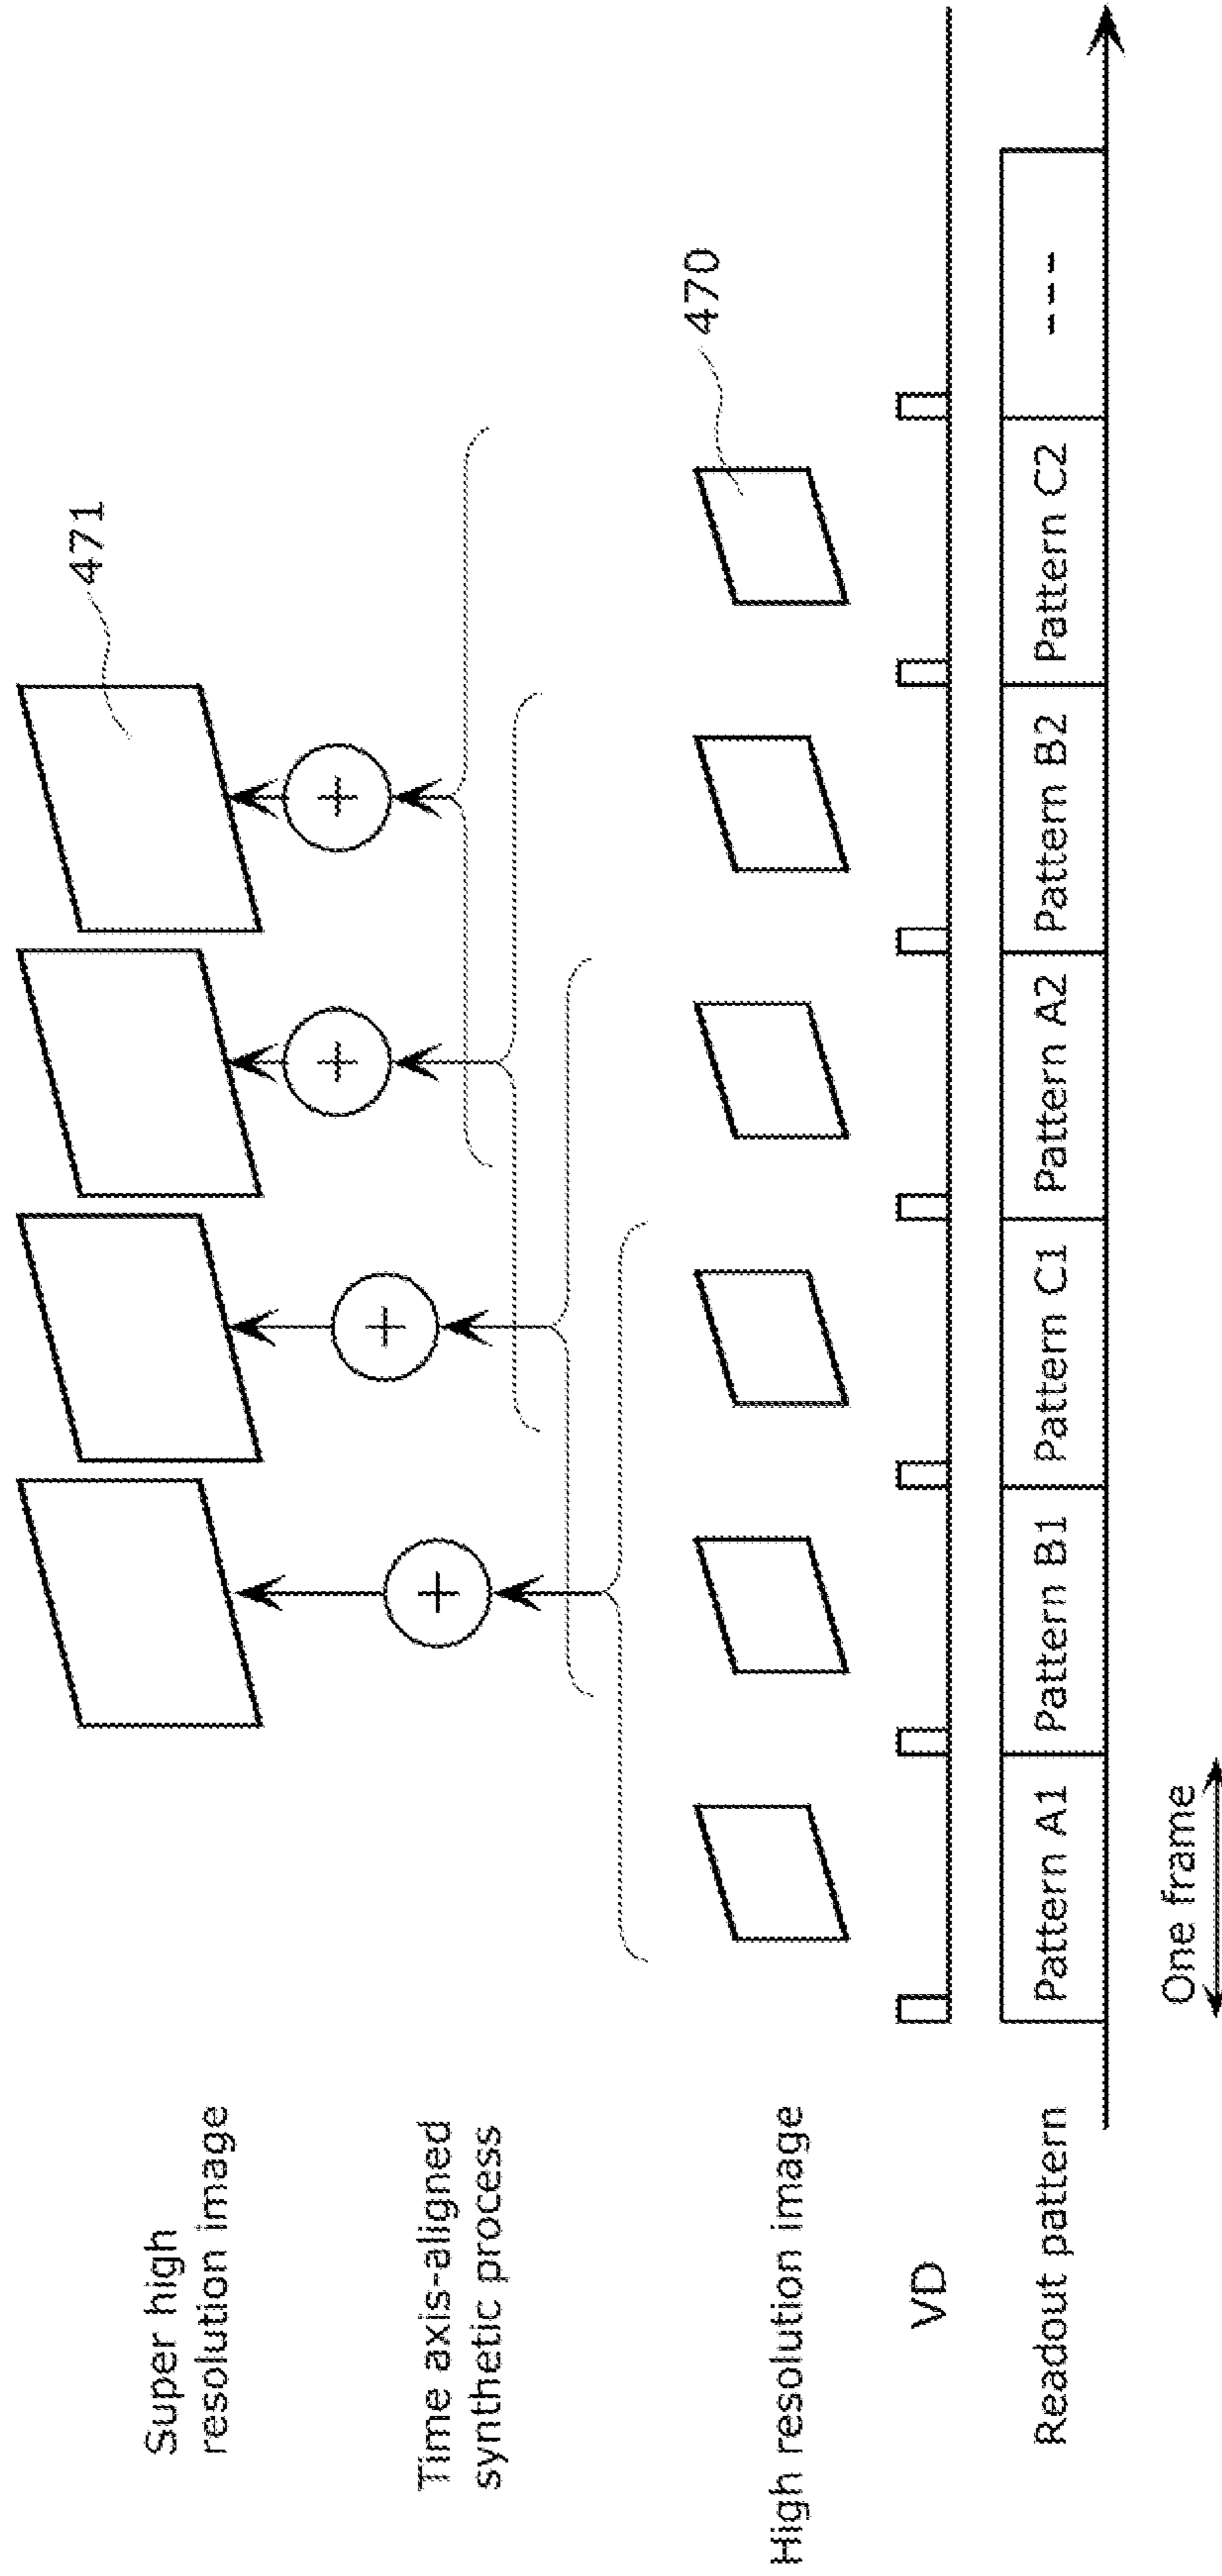 471
Super high
resolution image
Time axis-aligned
synthetic process
+
+
+
+
470
High resolution image
VD
Readout pattern
Pattern A1
Pattern B1
Pattern C1
Pattern A2
Pattern B2
Pattern C2
---
One frame